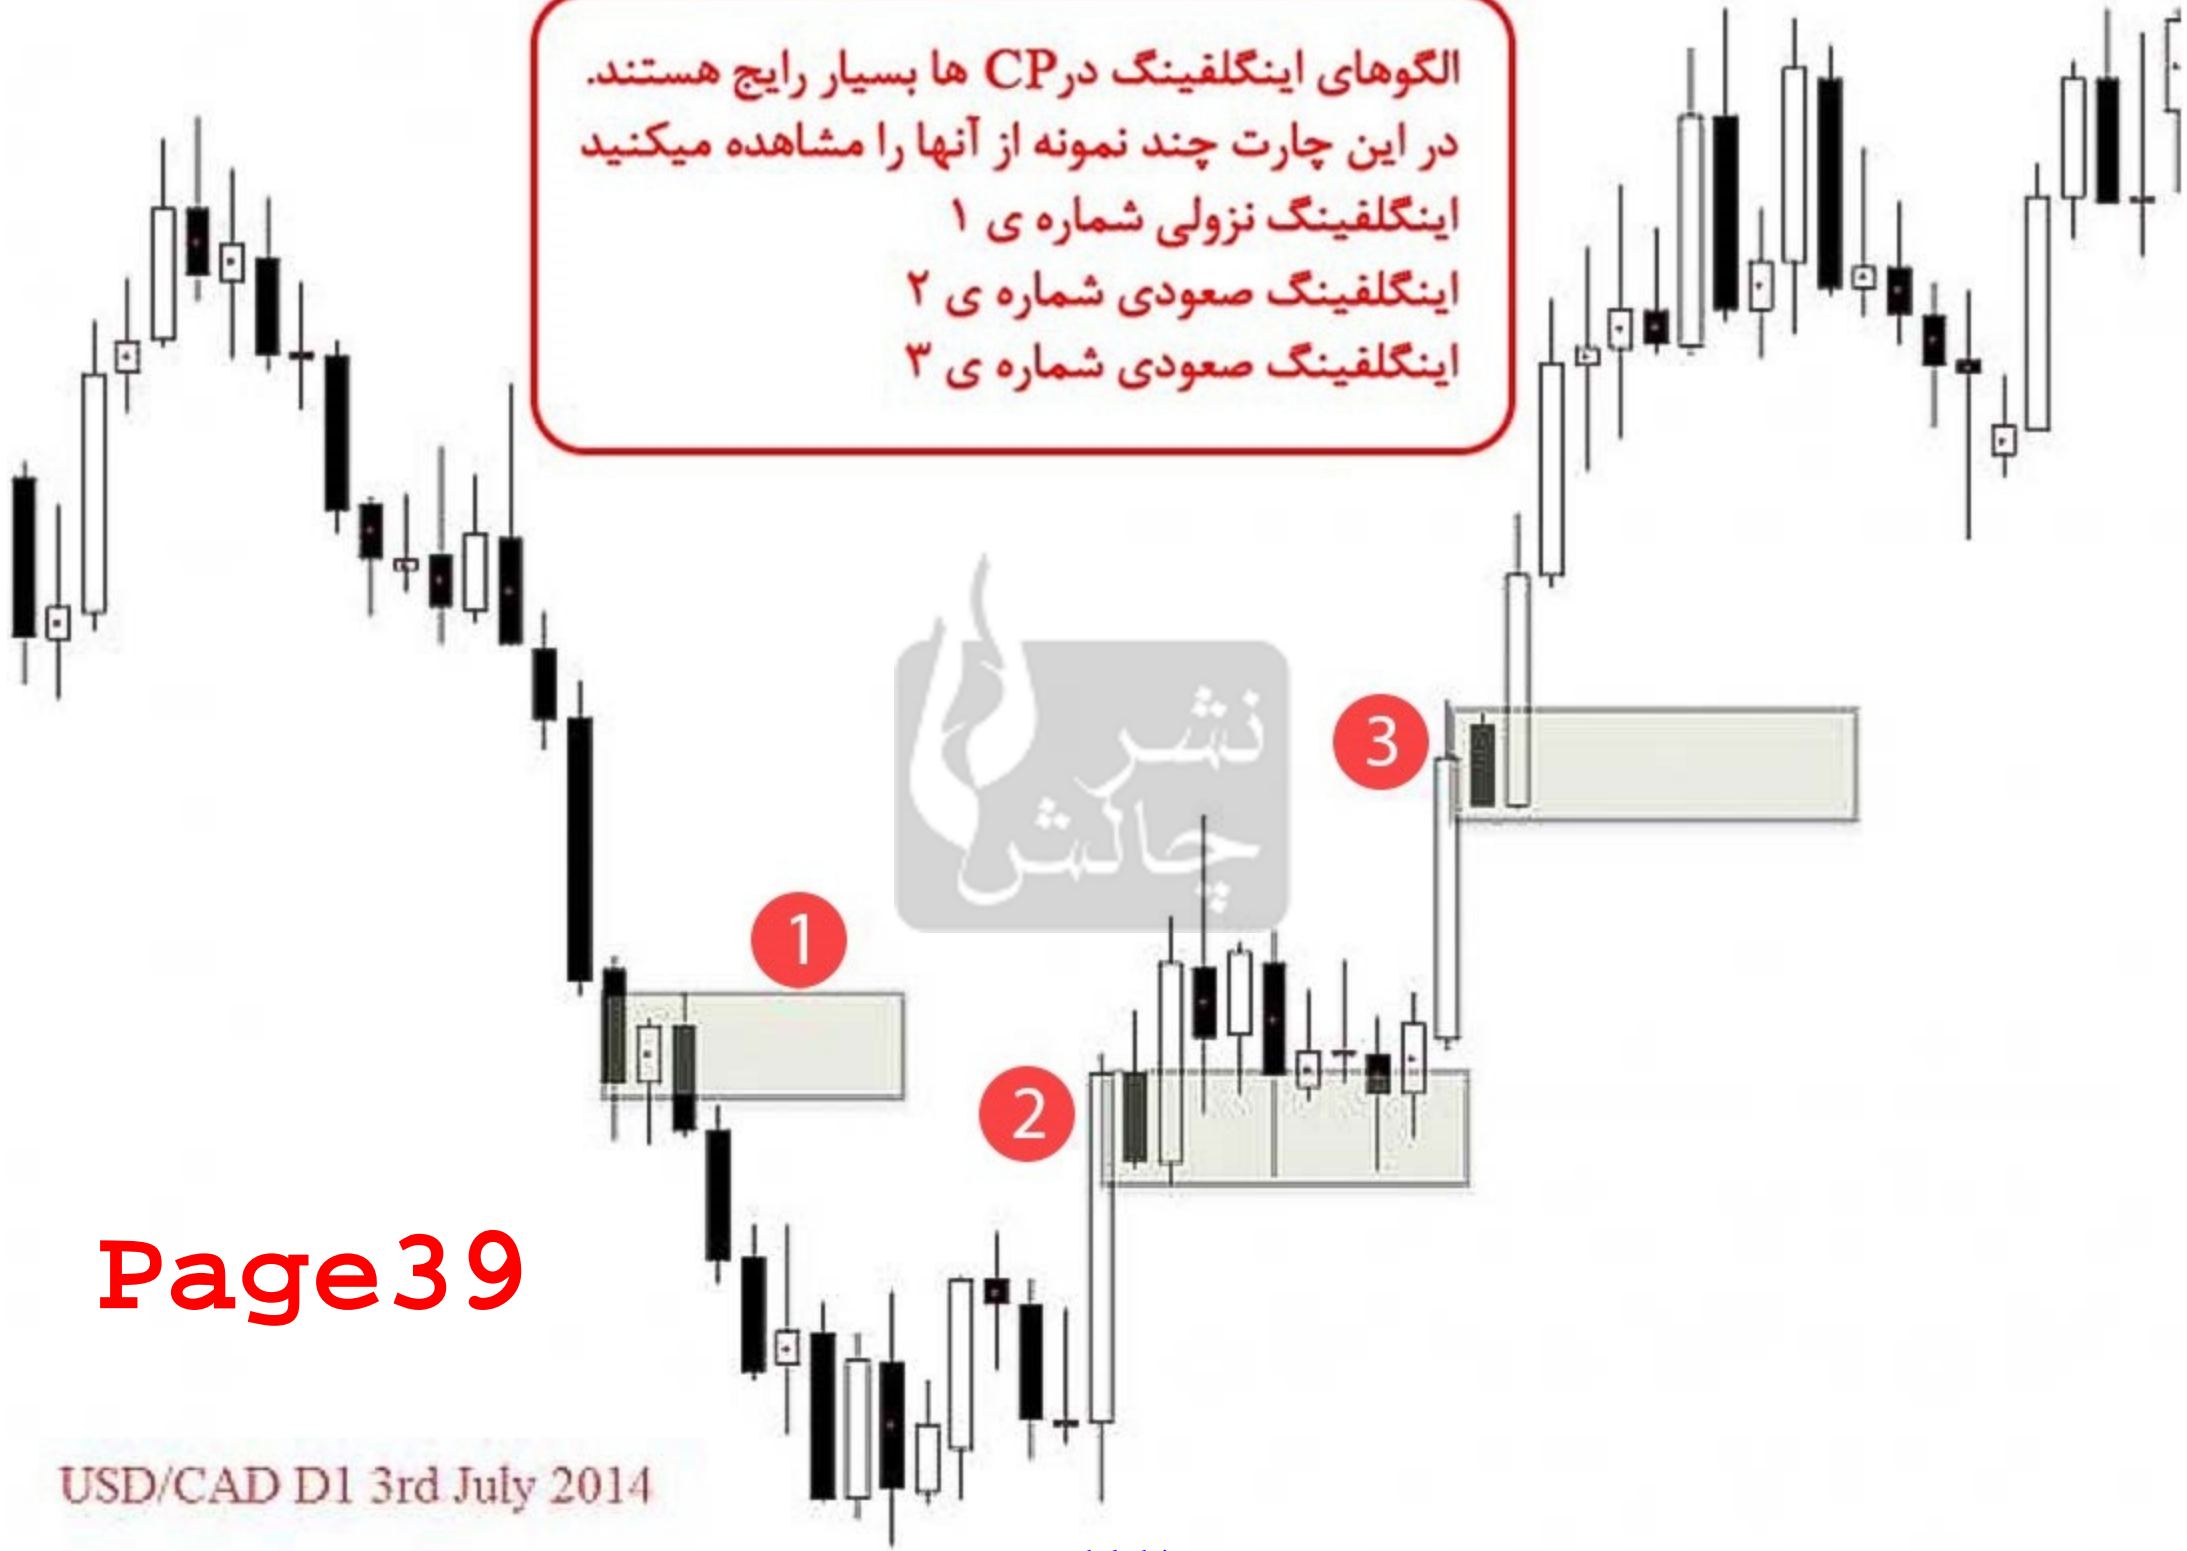 الگوهای اینگلفینگ درCP ها بسیار رایج هستند.
در این چارت چند نمونه از آنها را مشاهده میکنید
اینگلفینگ نزولی شماره ی ۱
اینگلفینگ صعودی شماره ی ۲
اینگلفینگ صعودی شماره ی ۳
نشر
چالش
3
1
2
Page39
USD/CAD D1 3rd July 2014